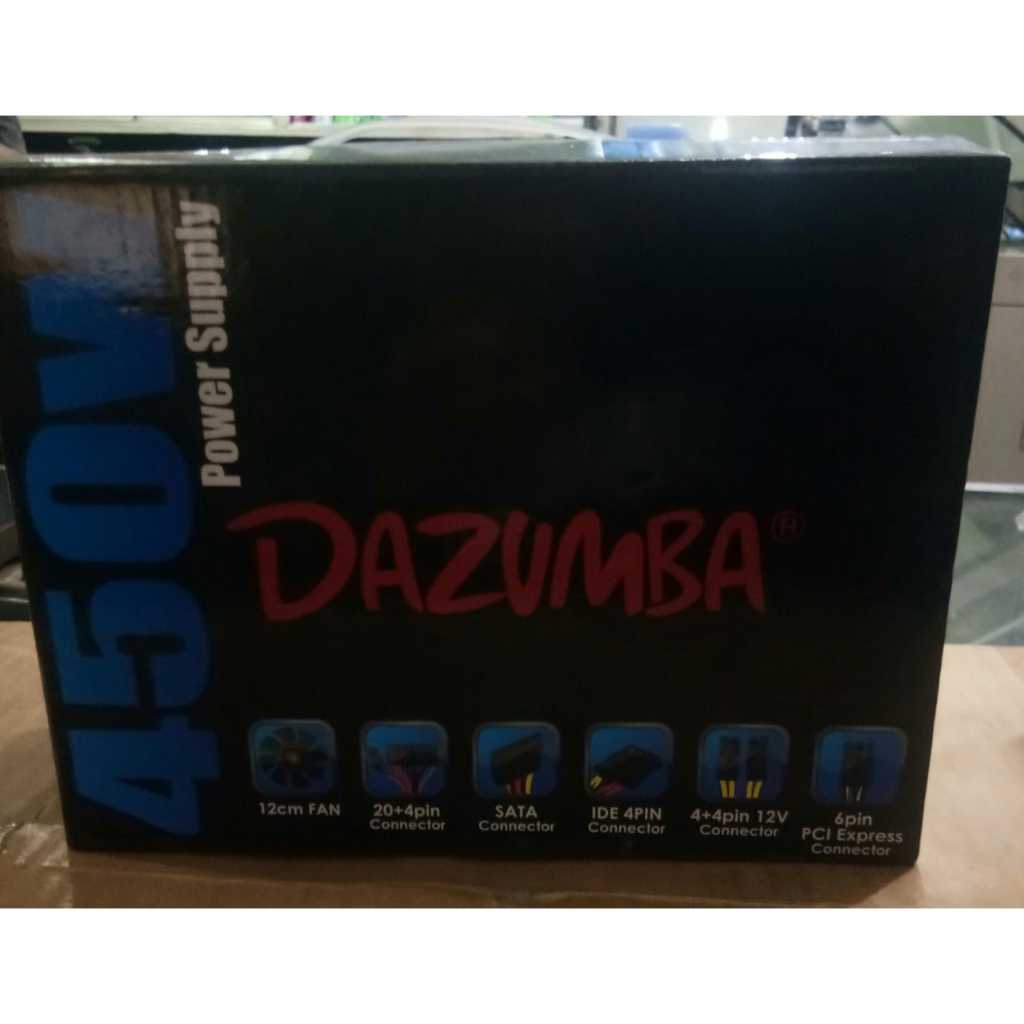 450W
Power Supply
DAZUMBA®
12cm FAN
20+4pin
Connector
SATA
Connector
IDE 4PIN
Connector
4+4pin 12V
Connector
6pin
PCI Express
Connector